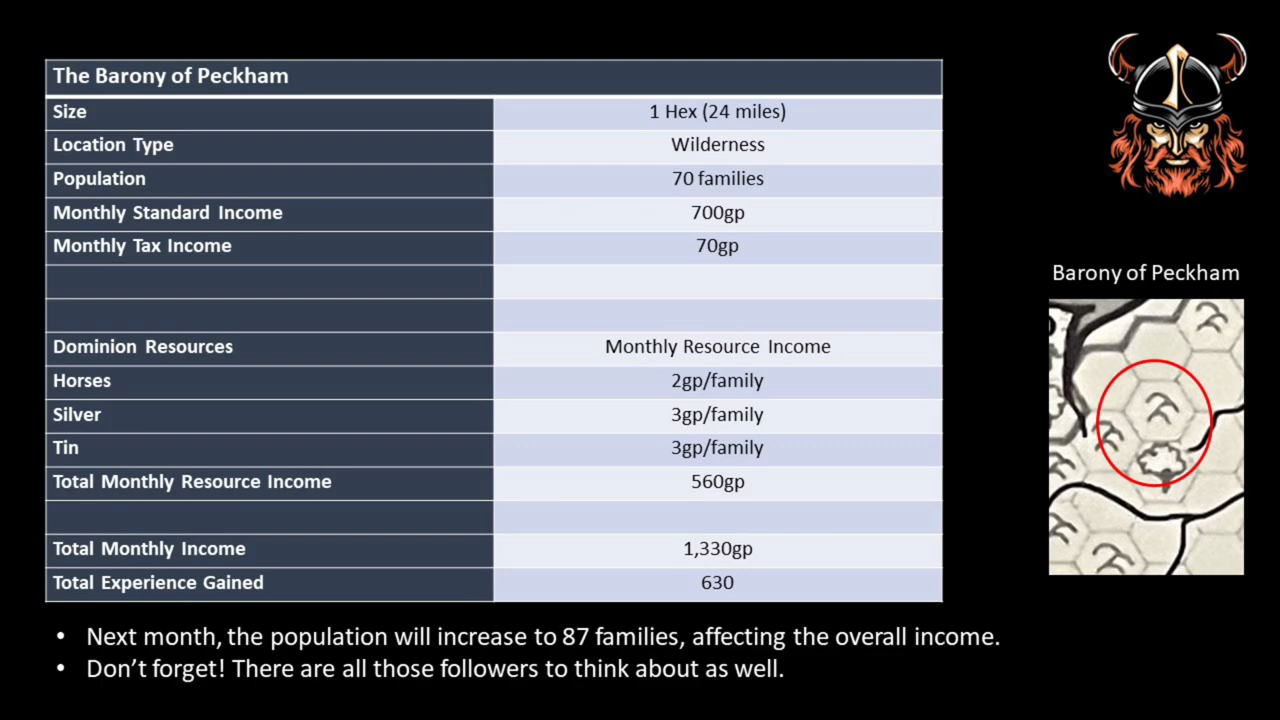 The Barony of Peckham
Size 1 Hex (24 miles)
Location Type Wilderness
Population 70 families
Monthly Standard Income 700gp
Monthly Tax Income 70gp
Dominion Resources Monthly Resource Income
Horses 2gp/family
Silver 3gp/family
Tin 3gp/family
Total Monthly Resource Income 560gp
Total Monthly Income 1,330gp
Total Experience Gained 630
Barony of Peckham
• Next month, the population will increase to 87 families, affecting the overall income.
• Don’t forget! There are all those followers to think about as well.